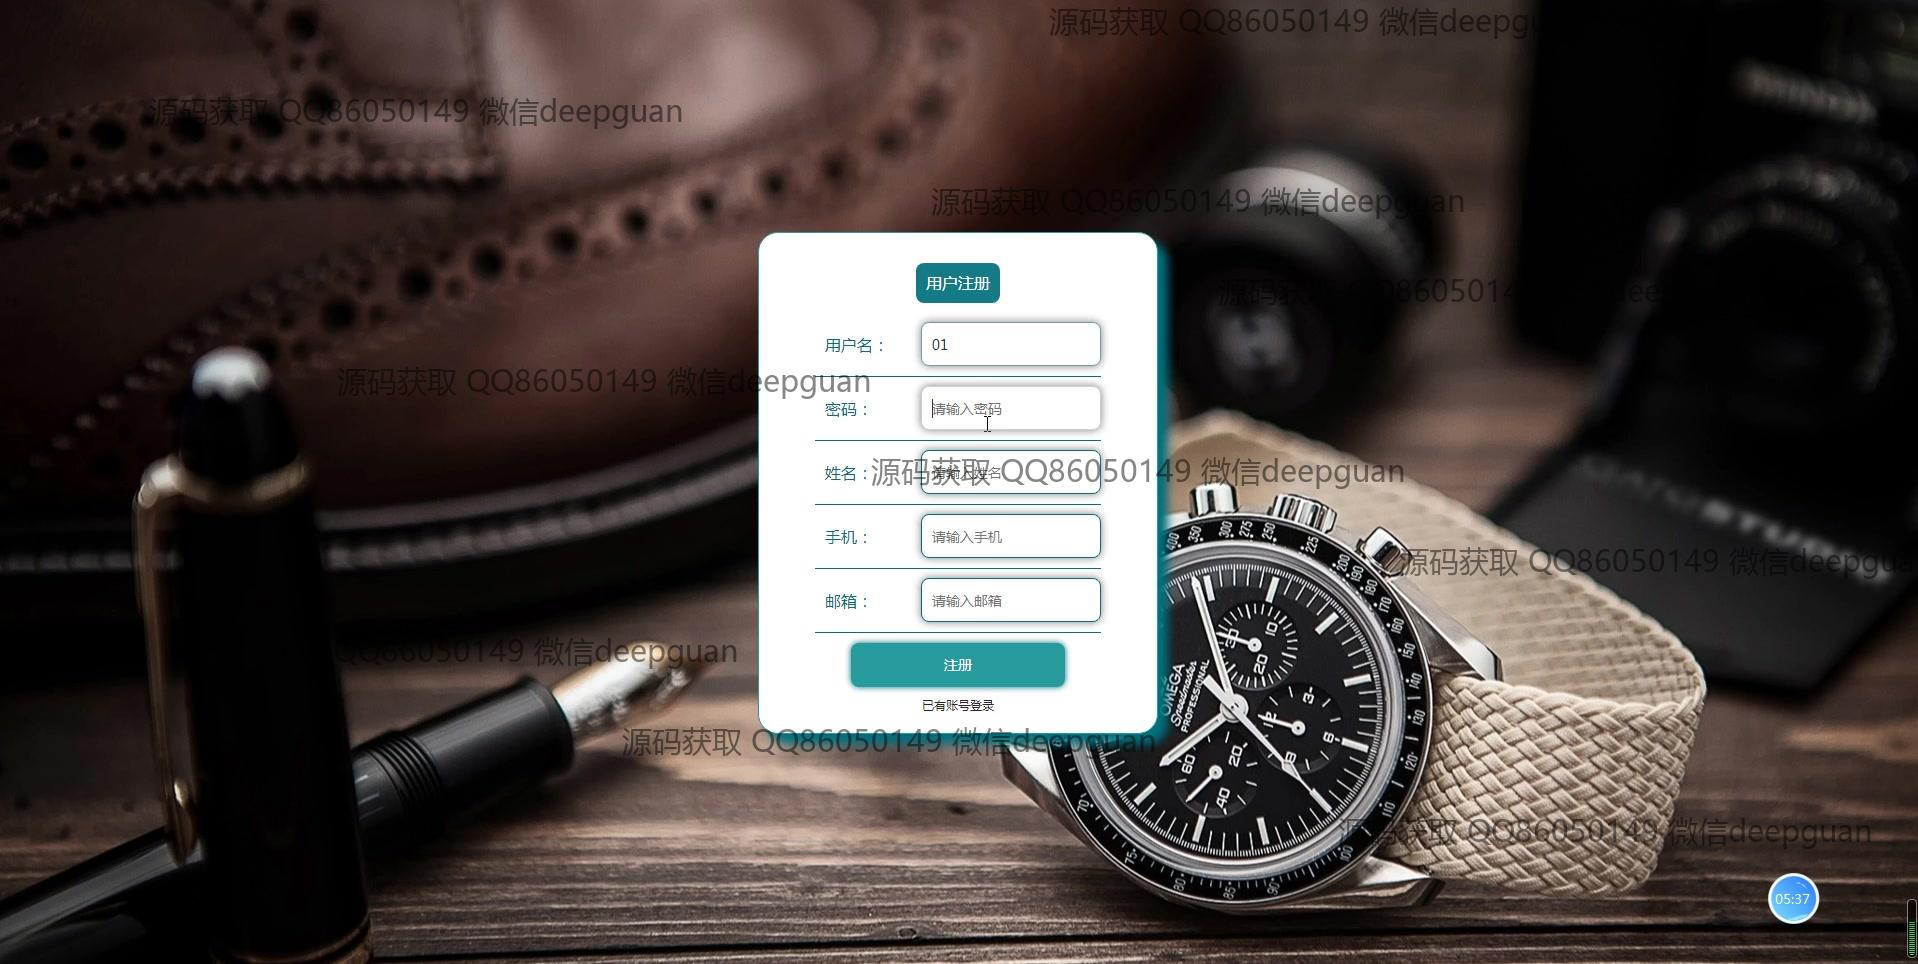 源码获取 QQ86050149 微信deepgu
源码获取 QQ86050149 微信deepguan
源码获取 QQ86050149 微信deepguan
源码获取
用户注册
用户名： 01
源码获取 QQ86050149 微信deepguan
密码： 请输入密码
姓名： 请输入姓名
源码获取 QQ86050149 微信deepguan
手机： 请输入手机
源码获取 QQ86050149 微信deepgua
邮箱： 请输入邮箱
QQ86050149 微信deepguan
注册
已有账号登录
源码获取 QQ86050149 微信deepguan
OMEGA
Speedmaster
PROFESSIONAL
源码获取 QQ86050149 微信deepguan
05:37